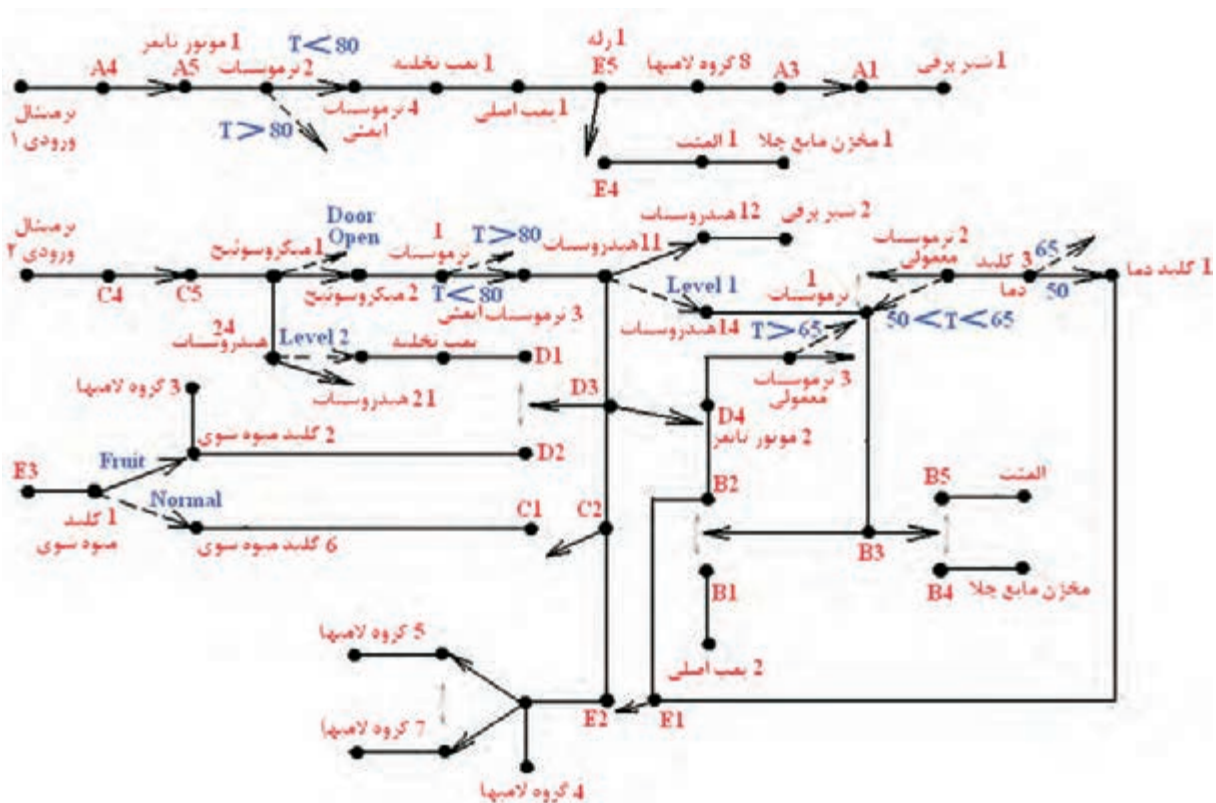 ترمینال
ورودی ۱
A4
موتور تایمر 1
A5
ترموستات 2
T<80
T>80
ترموستات 4
ایمنی
پمپ تخلیه 1
پمپ اصلی 1
رله 1
E5
گروه لامپها 8
A3
A1
شیر برقی 1
E4
المنت 1
مخزن مایع جلا 1
ترمینال
ورودی ۲
C4
C5
میکروسوئیچ 1
Door
Open
میکروسوئیچ 2
1
ترموستات
T>80
T<80
ترموستات ایمنی 3
هیدروستات 11
هیدروستات 12
شیر برقی 2
Level 1
هیدروستات 14
1
ترموستات
ترموستات 2
معمولی
کلید 3
دما
65
50
کلید دما 1
50<T<65
T>65
ترموستات 3
معمولی
24
هیدروستات
Level 2
پمپ تخلیه
D1
هیدروستات 21
D3
D4
موتور تایمر 2
گروه لامپها 3
کلید میوه شوی 2
D2
E3
Fruit
Normal
کلید 1
میوه شوی
کلید میوه شوی 6
C1
C2
B2
B1
پمپ اصلی 2
B3
B5
المنت
B4
مخزن مایع جلا
گروه لامپها 5
گروه لامپها 7
گروه لامپها 4
E2
E1